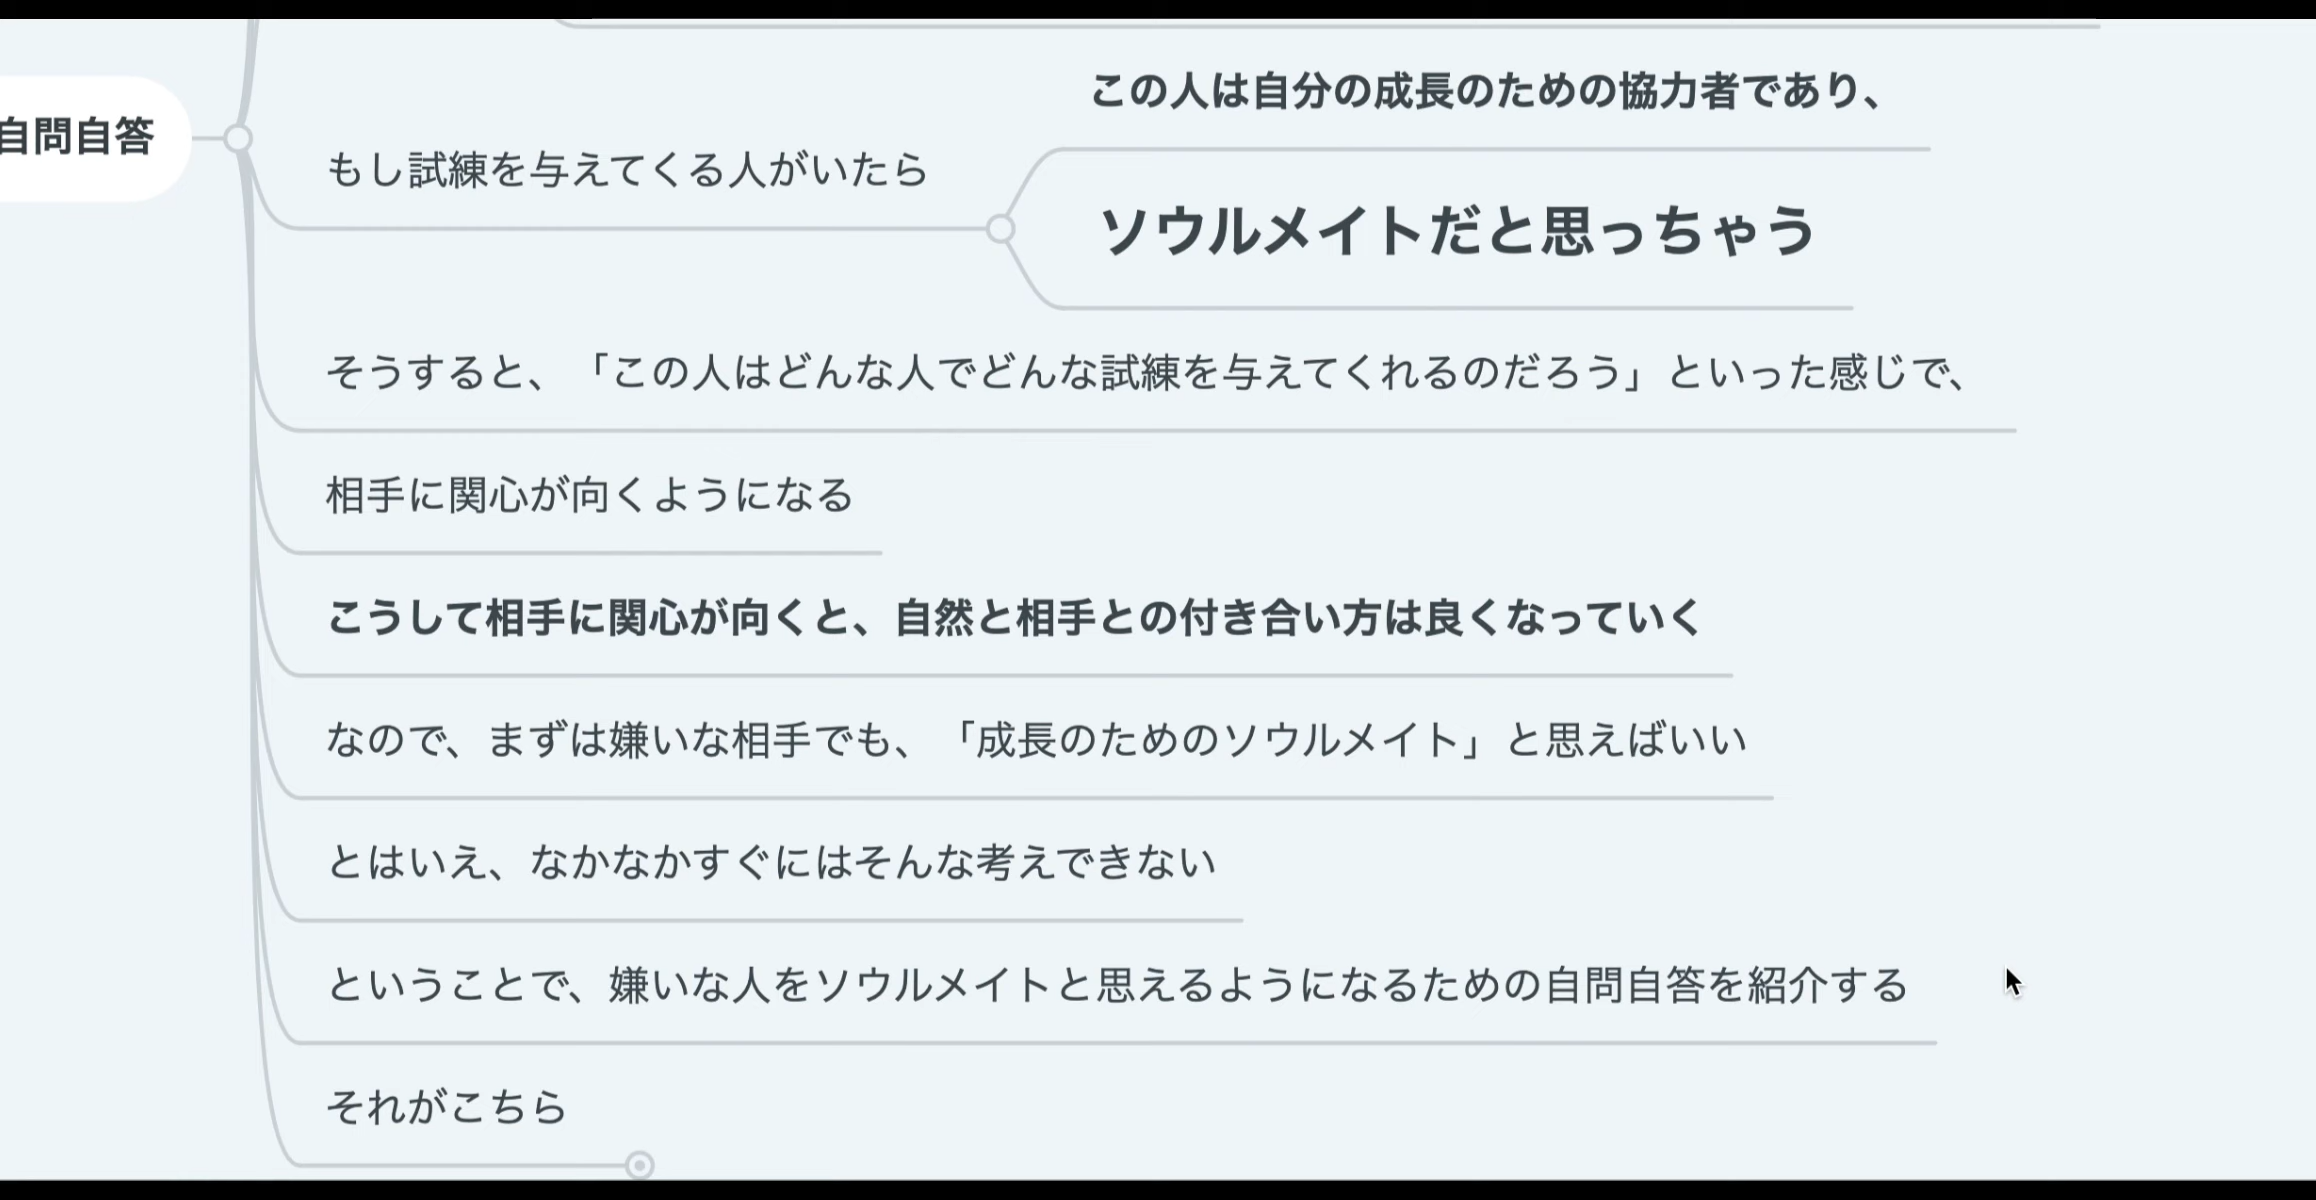 自問自答
もし試練を与えてくる人がいたら
この人は自分の成長のための協力者であり、
ソウルメイトだと思っちゃう
そうすると、「この人はどんな人でどんな試練を与えてくれるのだろう」といった感じで、
相手に関心が向くようになる
こうして相手に関心が向くと、自然と相手との付き合い方は良くなっていく
なので、まずは嫌いな相手でも、「成長のためのソウルメイト」と思えばいい
とはいえ、なかなかすぐにはそんな考えできない
ということで、嫌いな人をソウルメイトと思えるようになるための自問自答を紹介する
それがこちら